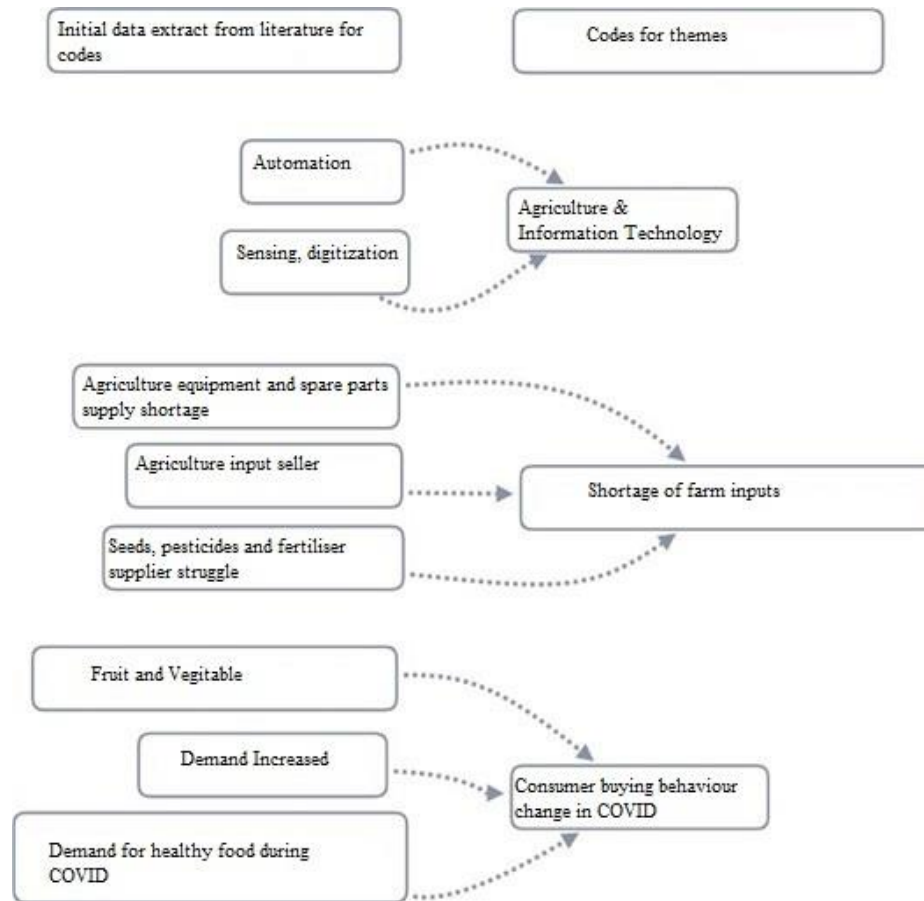 Initial data extract from literature for
codes
Codes for themes
Automation
Sensing, digitization
Agriculture &
Information Technology
Agriculture equipment and spare parts
supply shortage
Agriculture input seller
Seeds, pesticides and fertiliser
supplier struggle
Shortage of farm inputs
Fruit and Vegitable
Demand Increased
Demand for healthy food during
COVID
Consumer buying behaviour
change in COVID